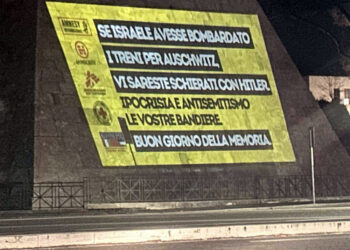 SE ISRAELE AVESSE BOMBARDATO
I TRENI PER AUSCHWITZ,
VI SARESTE SCHIERATI CON HITLER.
IPOCRISIA E ANTISEMITISMO
LE VOSTRE BANDIERE.
BUON GIORNO DELLA MEMORIA.
AMNESTY